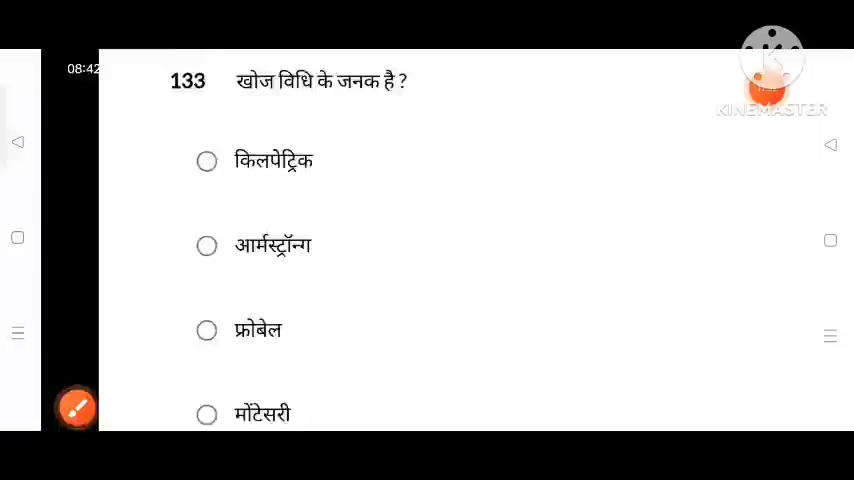 08:42
133 खोज विधि के जनक है ?
KINEMASTER
किलपेट्रिक
आर्मस्ट्रॉन्ग
फ्रोबेल
मोंटेसरी